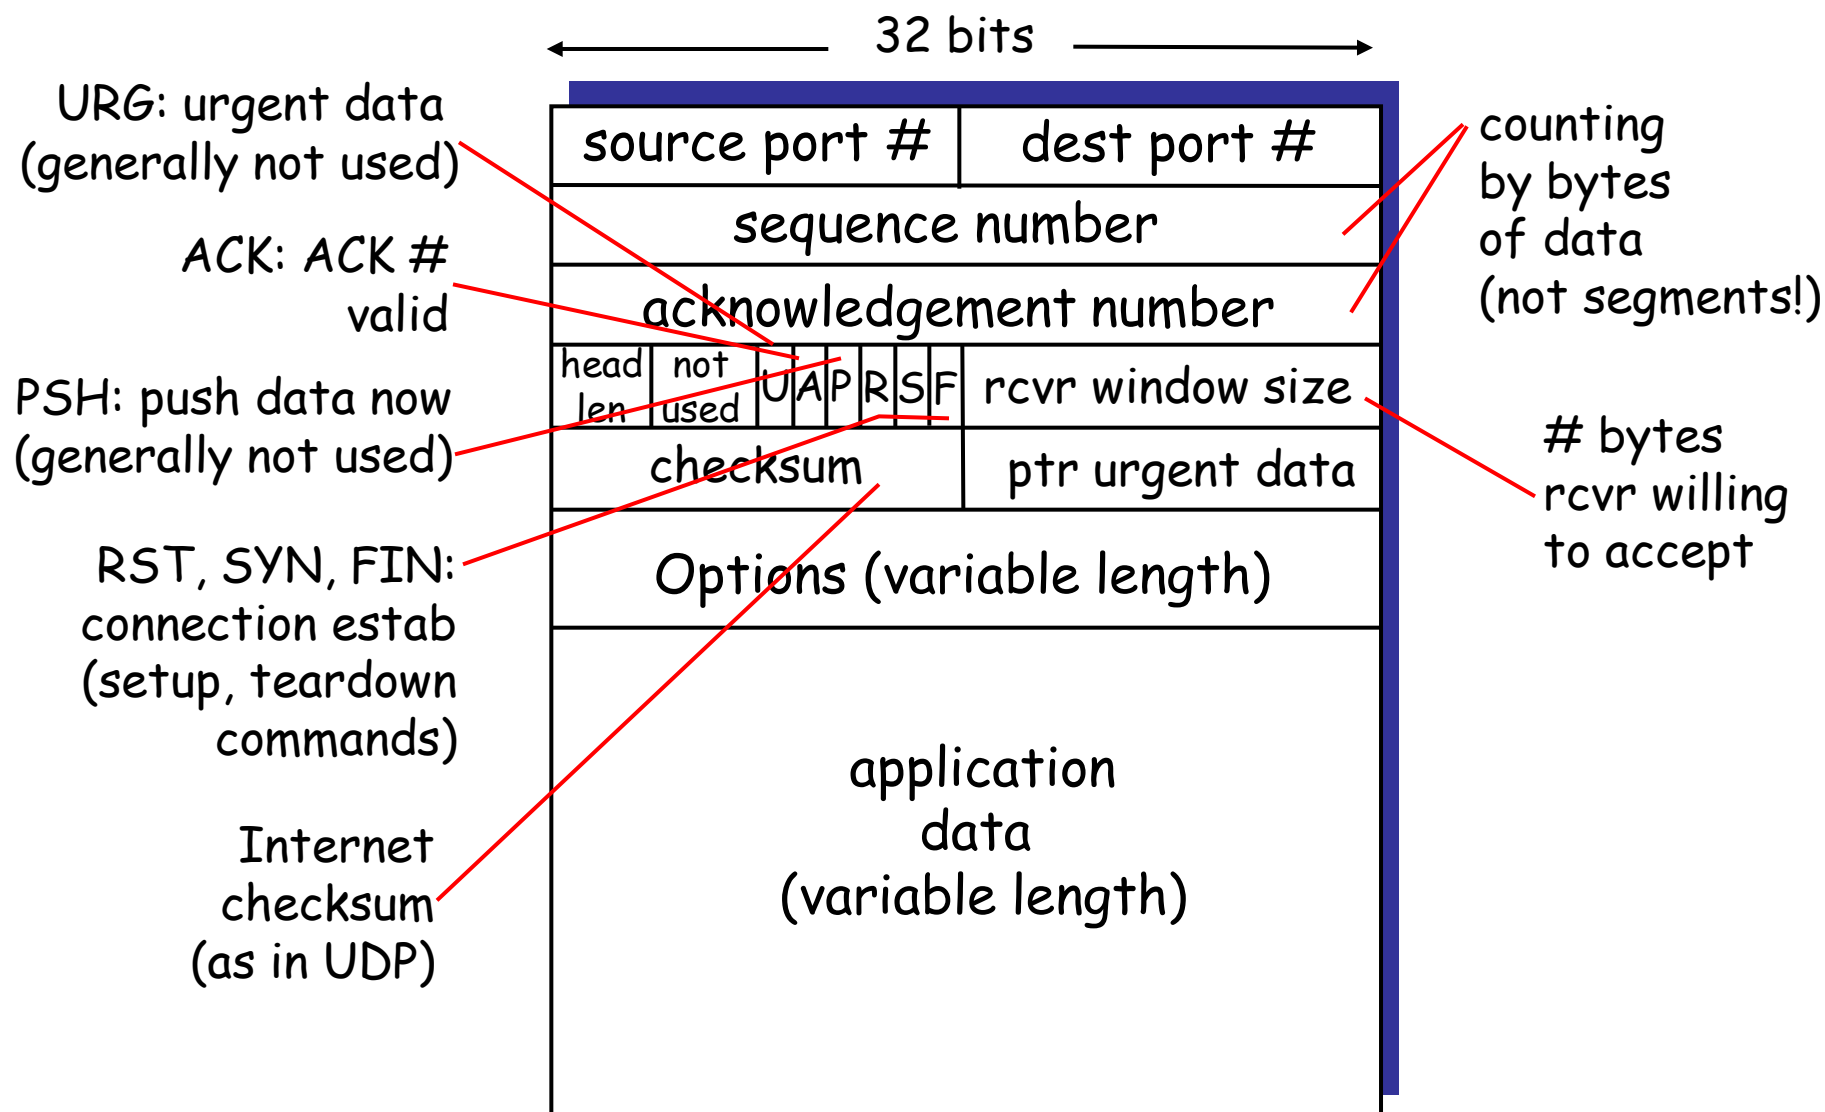 32 bits
URG: urgent data
(generally not used)
ACK: ACK #
valid
PSH: push data now
(generally not used)
RST, SYN, FIN:
connection estab
(setup, teardown
commands)
Internet
checksum
(as in UDP)
source port #
dest port #
sequence number
acknowledgement number
head
len
not
used
U
A
P
R
S
F
rcvr window size
checksum
ptr urgent data
Options (variable length)
application
data
(variable length)
counting
by bytes
of data
(not segments!)
# bytes
rcvr willing
to accept